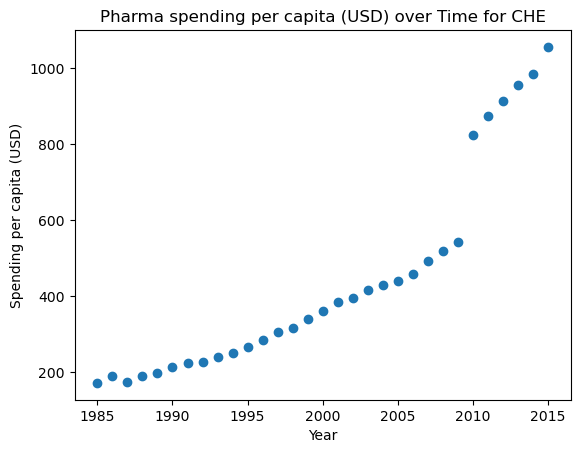 Pharma spending per capita (USD) over Time for CHE
Spending per capita (USD)
1000
800
600
400
200
1985 1990 1995 2000 2005 2010 2015
Year